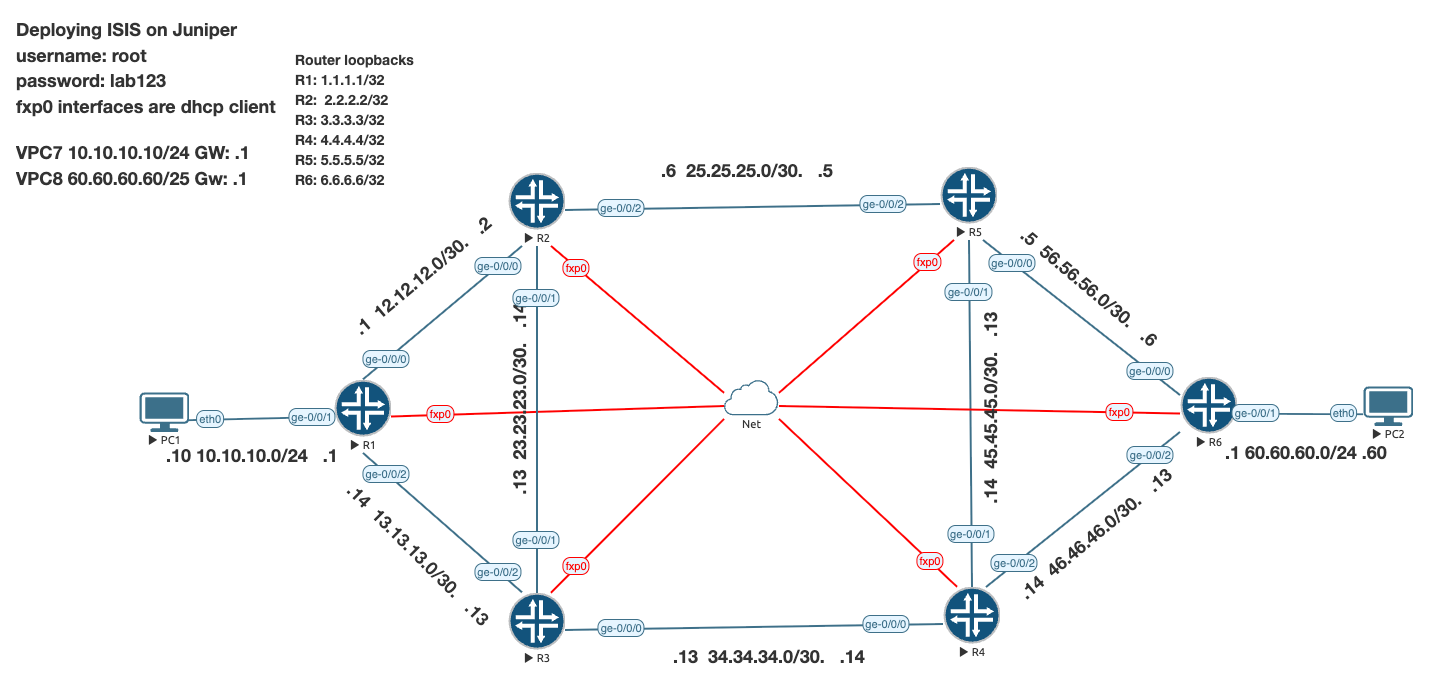 Deploying ISIS on Juniper
username: root
password: lab123
fxp0 interfaces are dhcp client
VPC7 10.10.10.10/24 GW: .1
VPC8 60.60.60.60/25 Gw: .1
Router loopbacks
R1: 1.1.1.1/32
R2:  2.2.2.2/32
R3: 3.3.3.3/32
R4: 4.4.4.4/32
R5: 5.5.5.5/32
R6: 6.6.6.6/32
.6  25.25.25.0/30.   .5
ge-0/0/2
ge-0/0/2
R2
R5
.1  12.12.12.0/30.   .2
.5  56.56.56.0/30.   .6
ge-0/0/0
fxp0
fxp0
ge-0/0/0
ge-0/0/1
ge-0/0/1
.13  23.23.23.0/30.   .14
.14  45.45.45.0/30.   .13
ge-0/0/0
ge-0/0/0
eth0
ge-0/0/1
fxp0
Net
fxp0
ge-0/0/1
eth0
PC1
R1
R6
PC2
.10 10.10.10.0/24   .1
.1 60.60.60.0/24 .60
ge-0/0/2
ge-0/0/2
.14  13.13.13.0/30.   .13
.14  46.46.46.0/30.   .13
ge-0/0/1
ge-0/0/1
ge-0/0/2
fxp0
fxp0
ge-0/0/2
ge-0/0/0
ge-0/0/0
R3
R4
.13  34.34.34.0/30.   .14